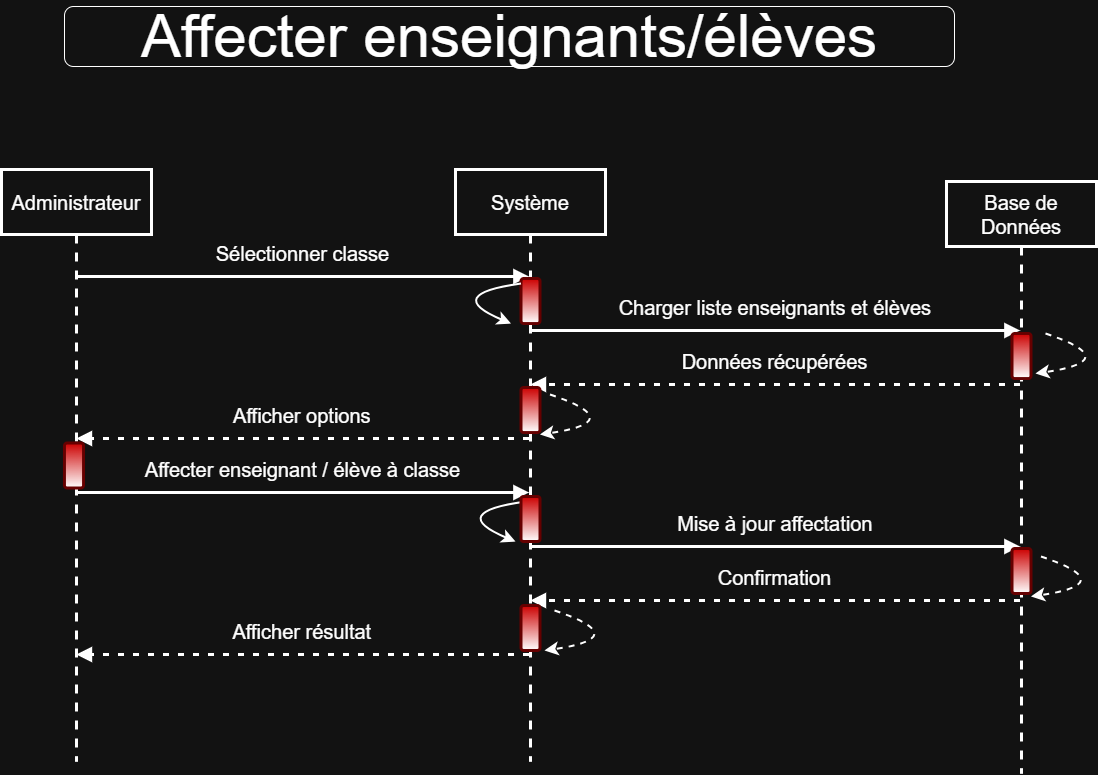 Affecter enseignants/élèves
Administrateur
Système
Base de
Données
Sélectionner classe
Charger liste enseignants et élèves
Données récupérées
Afficher options
Affecter enseignant / élève à classe
Mise à jour affectation
Confirmation
Afficher résultat